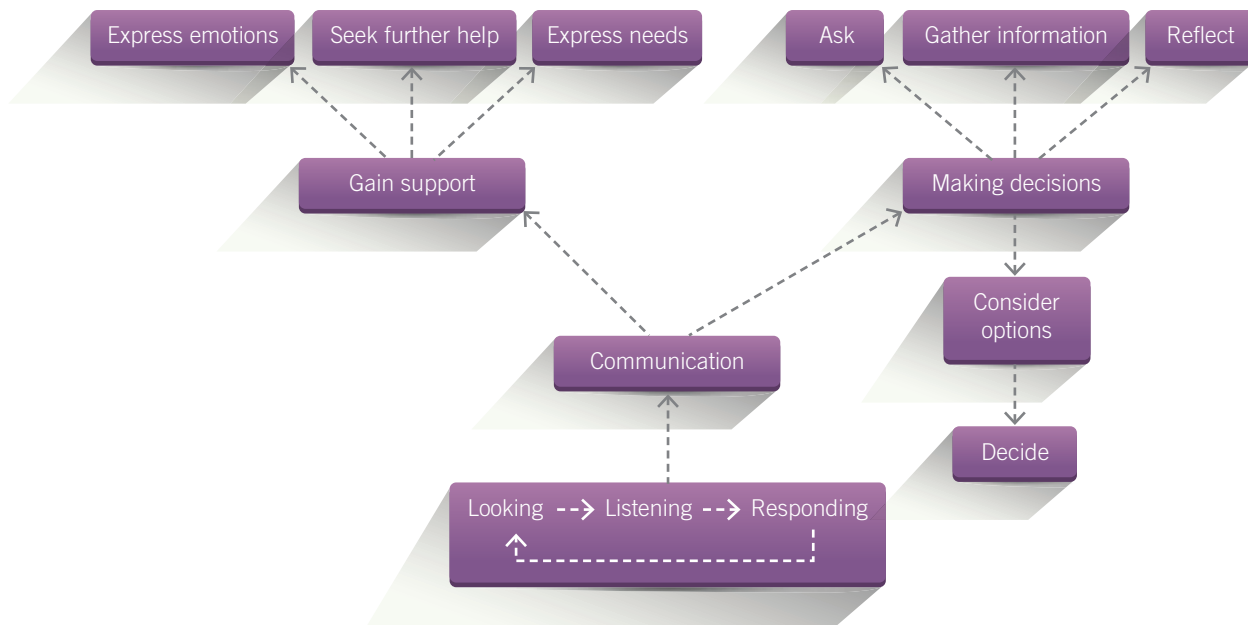 Express emotions
Seek further help
Express needs
Ask
Gather information
Reflect
Gain support
Making decisions
Consider
options
Communication
Decide
Looking
Listening
Responding